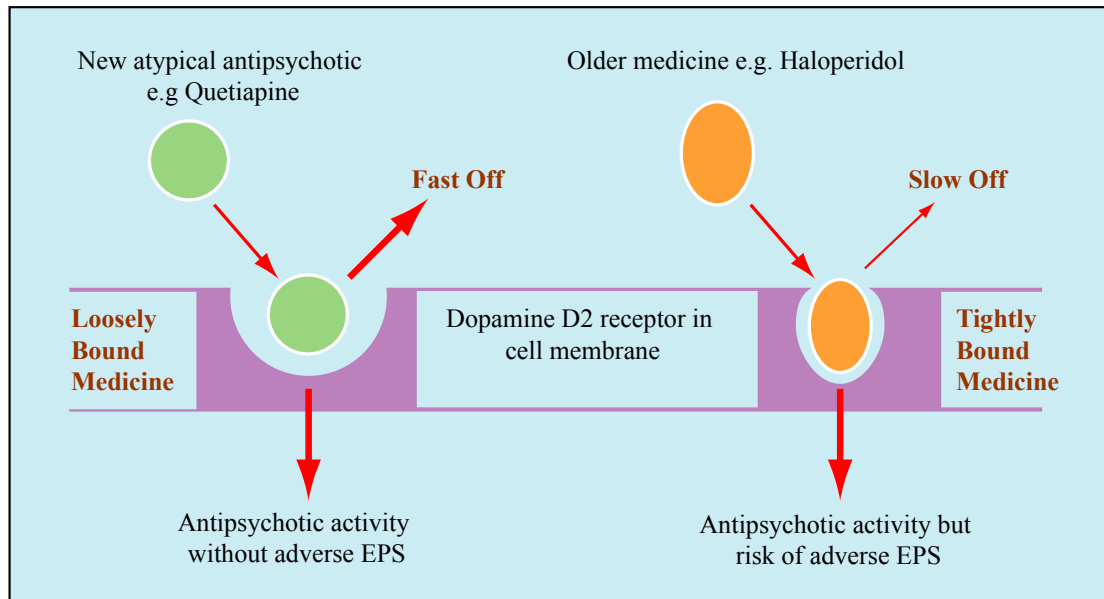 New atypical antipsychotic
e.g Quetiapine
Older medicine e.g. Haloperidol
Fast Off
Slow Off
Loosely
Bound
Medicine
Dopamine D2 receptor in
cell membrane
Tightly
Bound
Medicine
Antipsychotic activity
without adverse EPS
Antipsychotic activity but
risk of adverse EPS